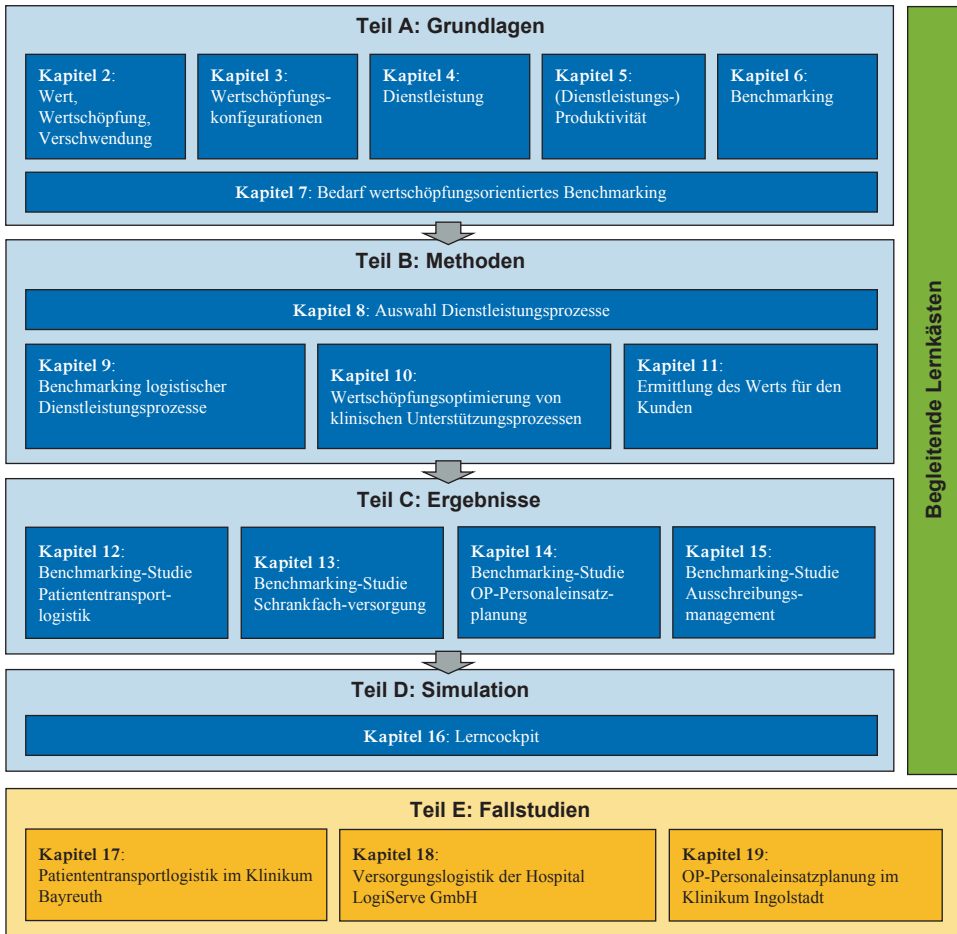 Teil A: Grundlagen
Kapitel 2:
Wert,
Wertschöpfung,
Verschwendung
Kapitel 3:
Wertschöpfungs-
konfigurationen
Kapitel 4:
Dienstleistung
Kapitel 5:
(Dienstleistungs-)
Produktivität
Kapitel 6:
Benchmarking
Kapitel 7: Bedarf wertschöpfungsorientiertes Benchmarking
Teil B: Methoden
Kapitel 8: Auswahl Dienstleistungsprozesse
Kapitel 9:
Benchmarking logistischer
Dienstleistungsprozesse
Kapitel 10:
Wertschöpfungsoptimierung von
klinischen Unterstützungsprozessen
Kapitel 11:
Ermittlung des Werts für den
Kunden
Teil C: Ergebnisse
Kapitel 12:
Benchmarking-Studie
Patiententransport-
logistik
Kapitel 13:
Benchmarking-Studie
Schrankfach-versorgung
Kapitel 14:
Benchmarking-Studie
OP-Personaleinsatz-
planung
Kapitel 15:
Benchmarking-Studie
Ausschreibungs-
management
Teil D: Simulation
Kapitel 16: Lerncockpit
Begleitende Lernkästen
Teil E: Fallstudien
Kapitel 17:
Patiententransportlogistik im Klinikum
Bayreuth
Kapitel 18:
Versorgungslogistik der Hospital
LogiServe GmbH
Kapitel 19:
OP-Personaleinsatzplanung im
Klinikum Ingolstadt